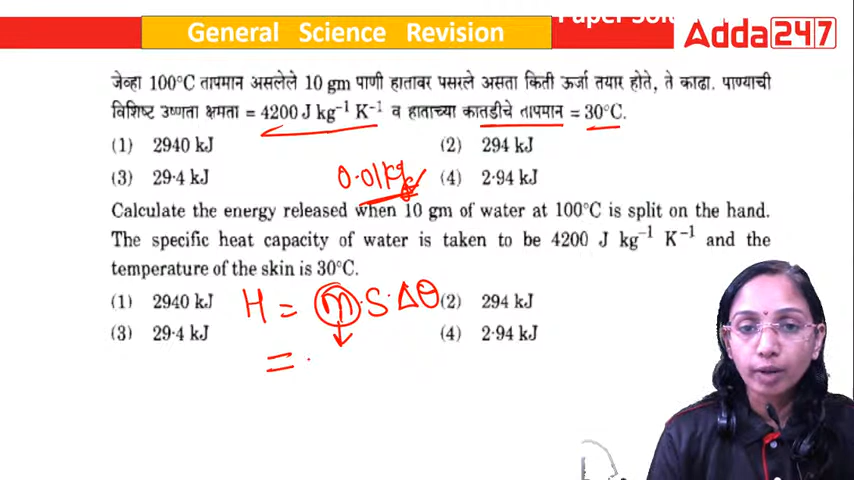 Paper Solution
General Science Revision
Adda247
जेव्हा 100°C तापमान असलेले 10 gm पाणी हातावर पसरले असता किती ऊर्जा तयार होते, ते काढा. पाण्याची
विशिष्ट उष्णता क्षमता = 4200 J kg⁻¹ K⁻¹ व हाताच्या कातडीचे तापमान = 30°C.
(1) 2940 kJ (2) 294 kJ
(3) 29·4 kJ 0.01kg (4) 2·94 kJ
Calculate the energy released when 10 gm of water at 100°C is split on the hand.
The specific heat capacity of water is taken to be 4200 J kg⁻¹ K⁻¹ and the
temperature of the skin is 30°C.
(1) 2940 kJ H = m·S·Δθ (2) 294 kJ
(3) 29·4 kJ (4) 2·94 kJ
= ·